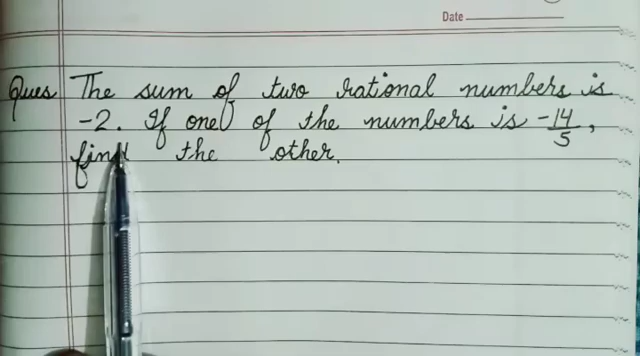 Date
Ques The sum of two rational numbers is
-2. If one of the numbers is -14/5,
find the other.